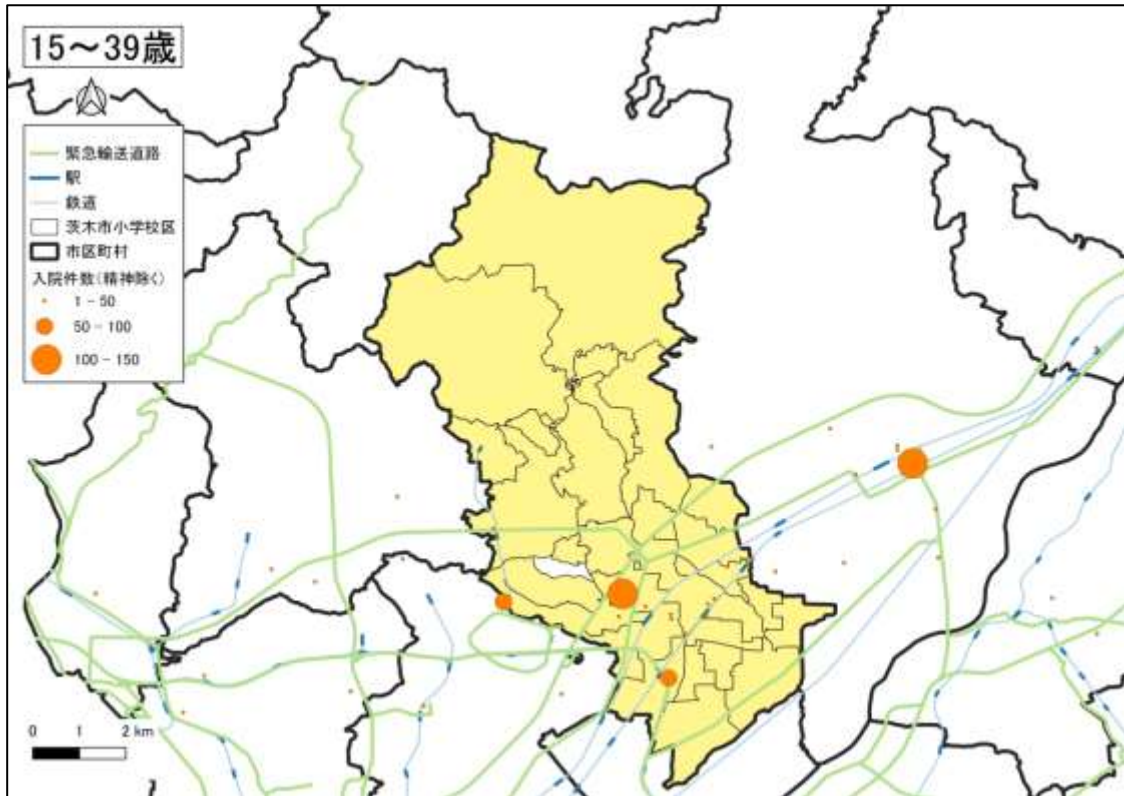 15～39歳
緊急輸送道路
駅
鉄道
茨木市小学校区
市区町村
入院件数(精神除く)
1 - 50
50 - 100
100 - 150
0 1 2 km